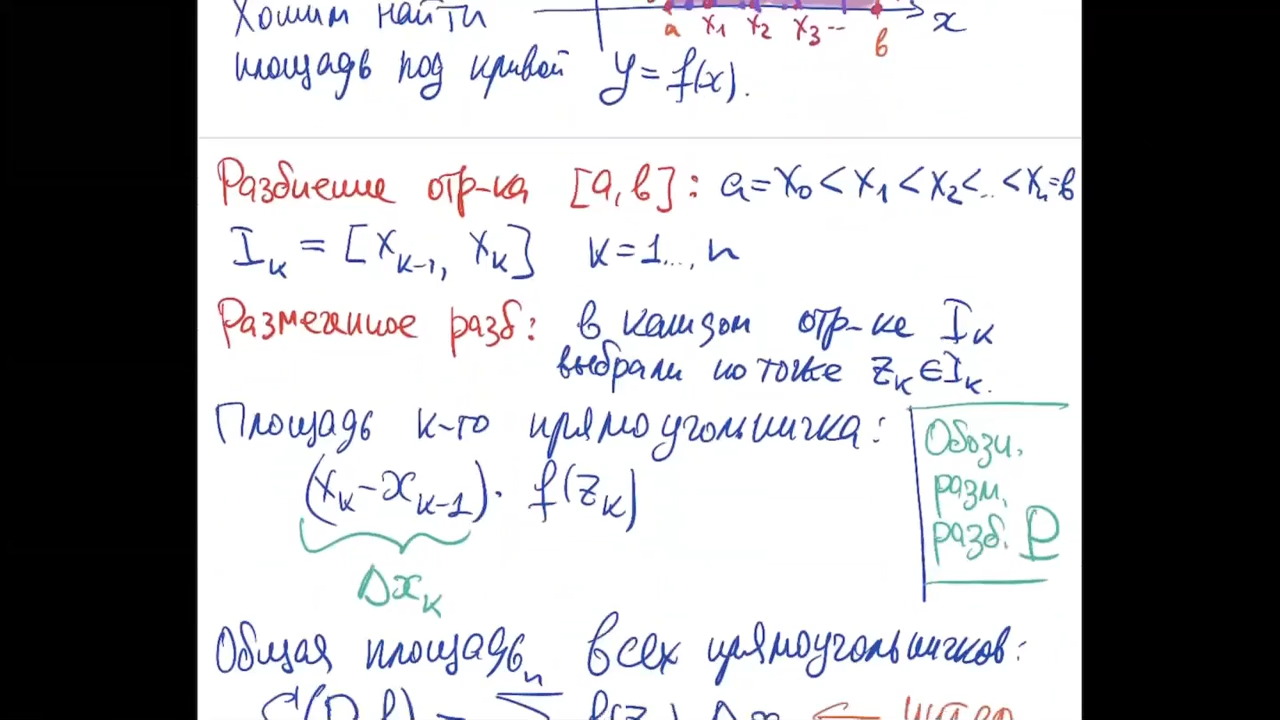 Хотим найти
a x₁ x₂ x₃ ... b x
площадь под кривой y = f(x).
Разбиение отр-ка [a, b]: a = x₀ < x₁ < x₂ < ... < xₙ = b
Iₖ = [xₖ₋₁, xₖ] k = 1..., n
Размеченное разб: в каждом отр-ке Iₖ
выбрали по точке zₖ ∈ Iₖ.
Площадь k-го прямоугольничка:
(xₖ - xₖ₋₁) · f(zₖ)
Δxₖ
Обозн.
разм.
разб. P
Общая площадь всех прямоугольничков:
n